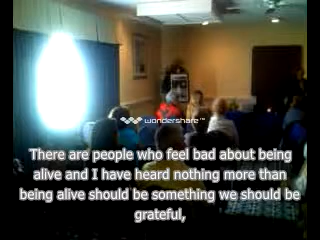 wondershare™
There are people who feel bad about being
alive and I have heard nothing more than
being alive should be something we should be
grateful,